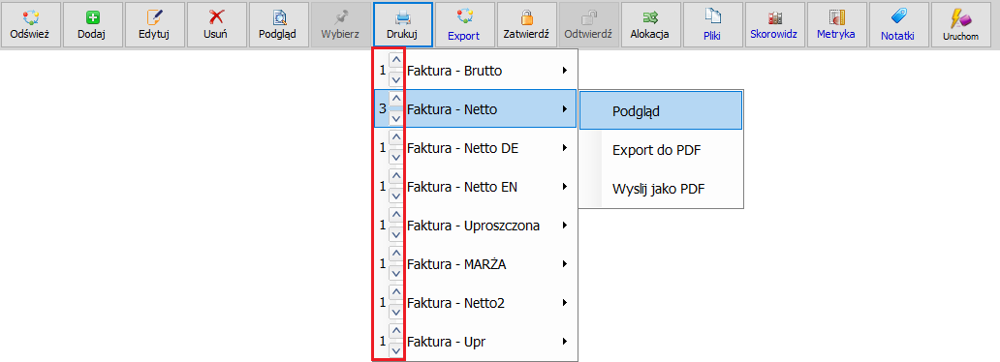 Odśwież Dodaj Edytuj Usuń Podgląd Wybierz Drukuj Export Zatwierdź Odtwierdź Alokacja Pliki Skorowidz Metryka Notatki Uruchom
1 Faktura - Brutto
3 Faktura - Netto
Podgląd
1 Faktura - Netto DE
Export do PDF
1 Faktura - Netto EN
Wyslij jako PDF
1 Faktura - Uproszczona
1 Faktura - MARŻA
1 Faktura - Netto2
1 Faktura - Upr